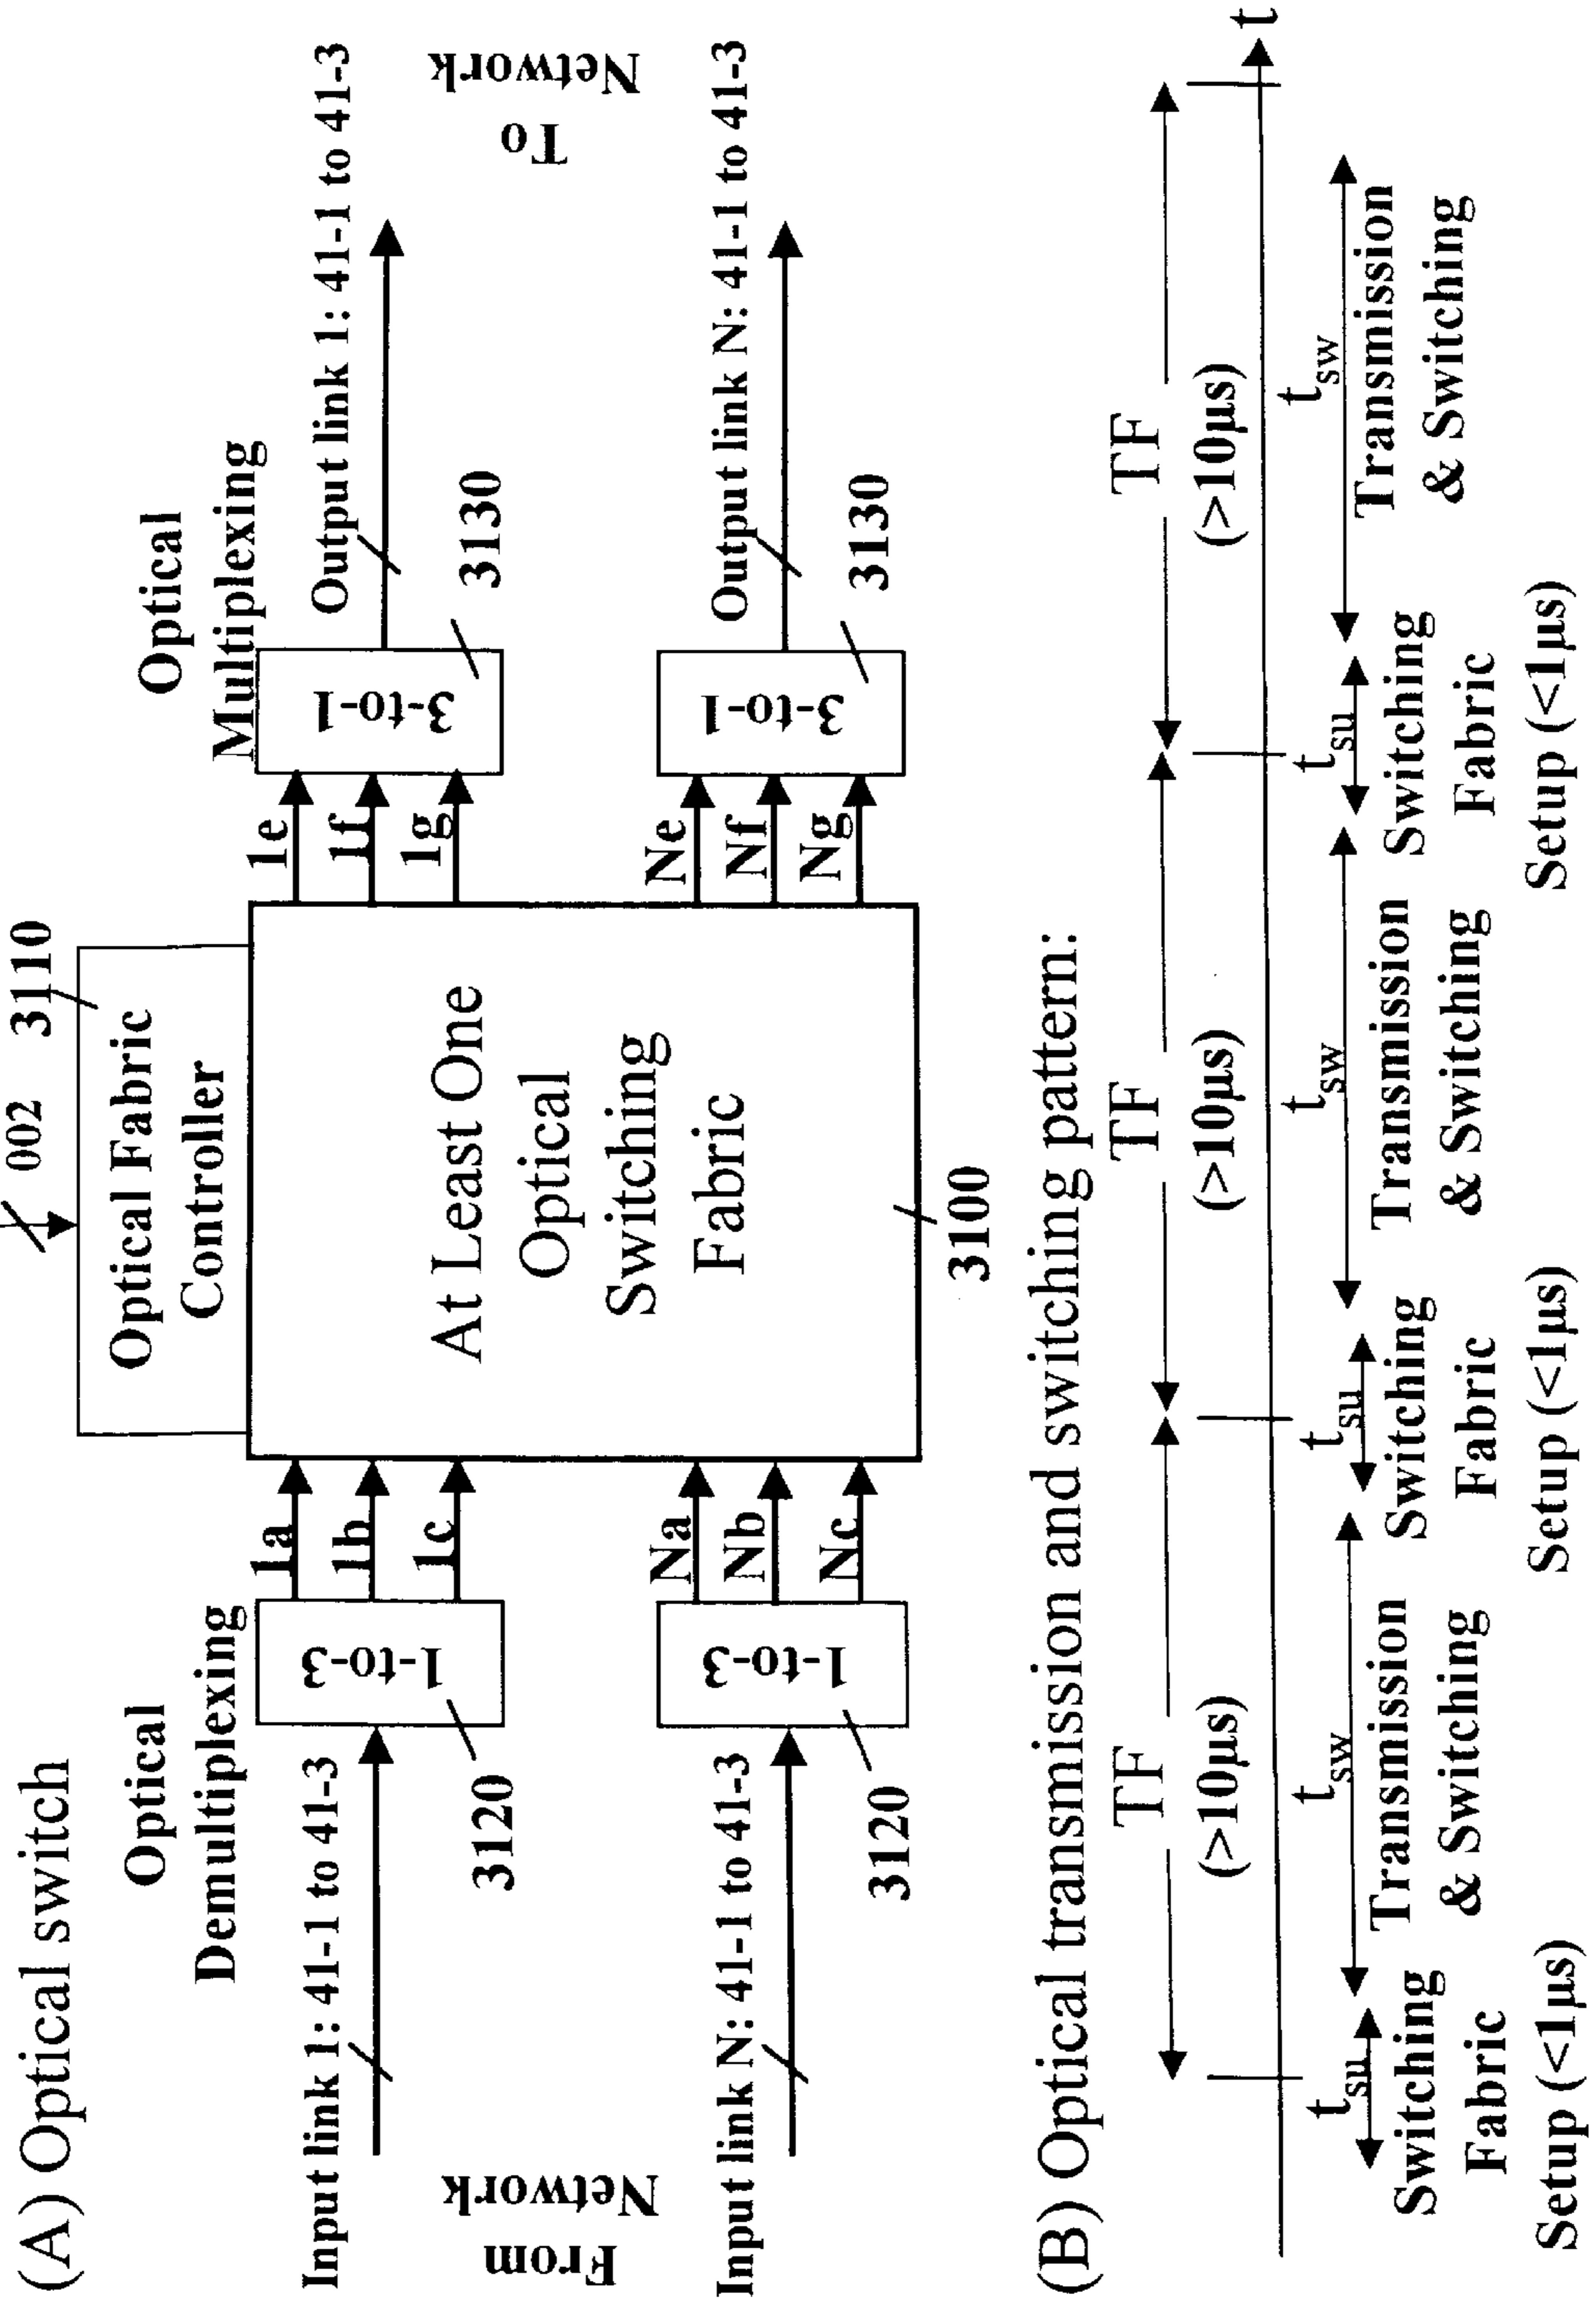 (A) Optical switch
002
3110
Optical Fabric
Controller
Optical
Demultiplexing
Optical
Multiplexing
Input link 1: 41-1 to 41-3
1-to-3
3120
1a
1b
1c
At Least One
Optical
Switching
Fabric
3100
1e
1f
1g
3-to-1
3130
Output link 1: 41-1 to 41-3
From
Network
To
Network
Input link N: 41-1 to 41-3
1-to-3
3120
Na
Nb
Nc
Ne
Nf
Ng
3-to-1
3130
Output link N: 41-1 to 41-3
(B) Optical transmission and switching pattern:
TF
(>10μs)
TF
(>10μs)
TF
(>10μs)
t
tsu
Switching
Fabric
Setup (<1μs)
tsw
Transmission
& Switching
tsu
Switching
Fabric
Setup (<1μs)
tsw
Transmission
& Switching
tsu
Switching
Fabric
Setup (<1μs)
tsw
Transmission
& Switching